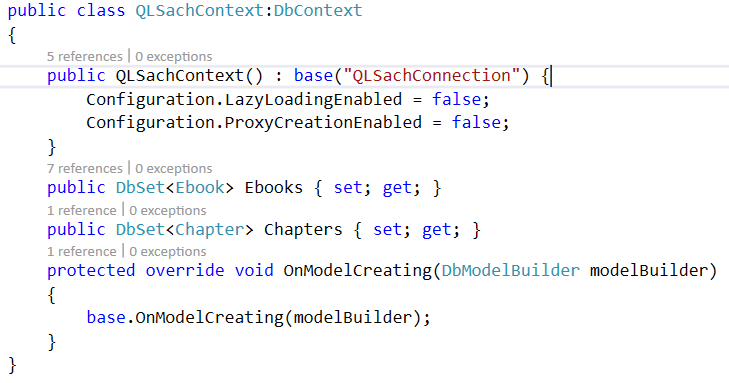 public class QLSachContext:DbContext
{
5 references | 0 exceptions
public QLSachContext() : base("QLSachConnection") {
Configuration.LazyLoadingEnabled = false;
Configuration.ProxyCreationEnabled = false;
}
7 references | 0 exceptions
public DbSet<Ebook> Ebooks { set; get; }
1 reference | 0 exceptions
public DbSet<Chapter> Chapters { set; get; }
1 reference | 0 exceptions
protected override void OnModelCreating(DbModelBuilder modelBuilder)
{
base.OnModelCreating(modelBuilder);
}
}